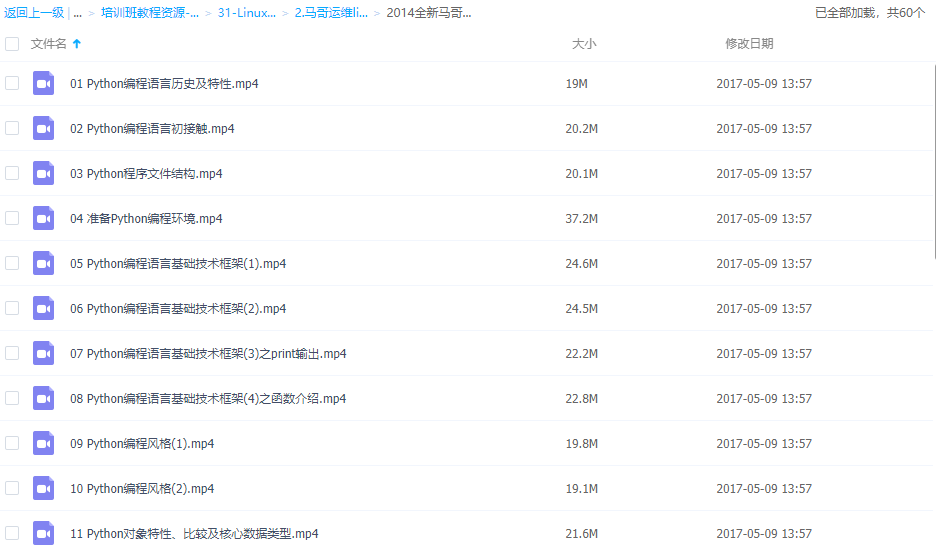 返回上一级 | ... > 培训班教程资源-... > 31-Linux... > 2.马哥运维li... > 2014全新马哥... 已全部加载，共60个
文件名 大小 修改日期
01 Python编程语言历史及特性.mp4 19M 2017-05-09 13:57
02 Python编程语言初接触.mp4 20.2M 2017-05-09 13:57
03 Python程序文件结构.mp4 20.1M 2017-05-09 13:57
04 准备Python编程环境.mp4 37.2M 2017-05-09 13:57
05 Python编程语言基础技术框架(1).mp4 24.6M 2017-05-09 13:57
06 Python编程语言基础技术框架(2).mp4 24.5M 2017-05-09 13:57
07 Python编程语言基础技术框架(3)之print输出.mp4 22.2M 2017-05-09 13:57
08 Python编程语言基础技术框架(4)之函数介绍.mp4 22.8M 2017-05-09 13:57
09 Python编程风格(1).mp4 19.8M 2017-05-09 13:57
10 Python编程风格(2).mp4 19.1M 2017-05-09 13:57
11 Python对象特性、比较及核心数据类型.mp4 21.6M 2017-05-09 13:57